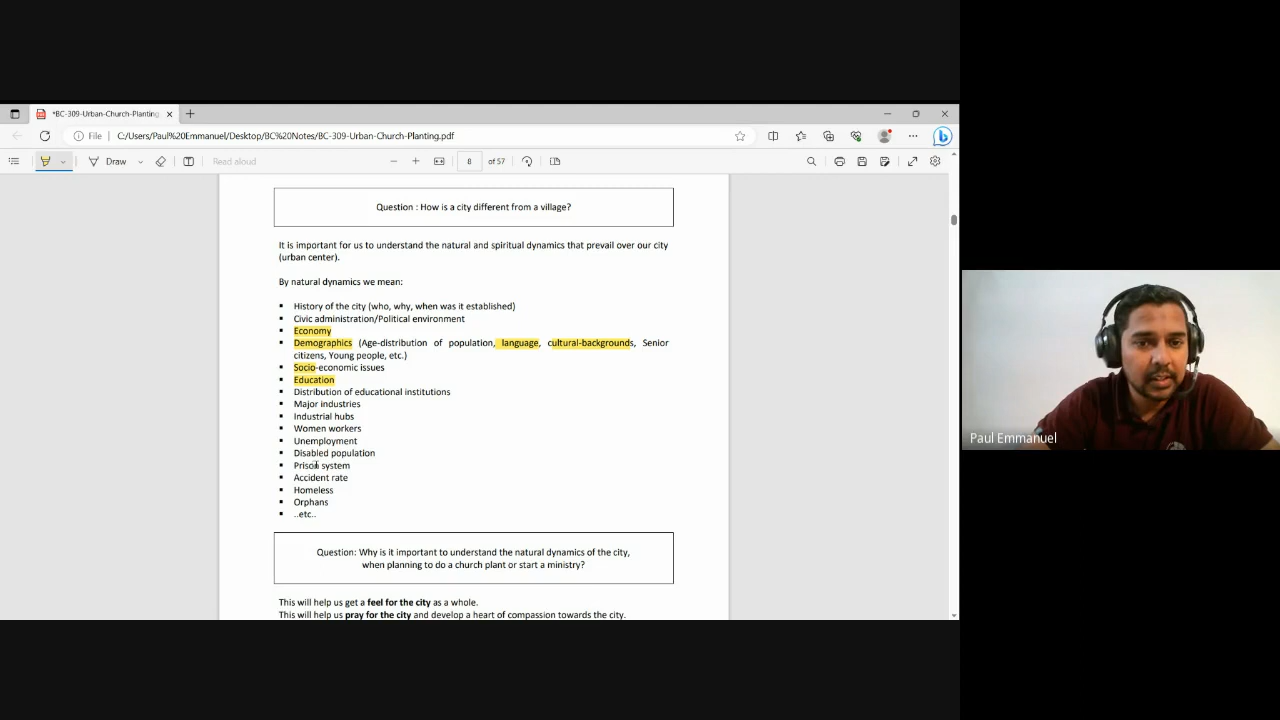 *BC-309-Urban-Church-Planting
File
C:/Users/Paul%20Emmanuel/Desktop/BC%20Notes/BC-309-Urban-Church-Planting.pdf
Draw
Read aloud
8 of 57
Question : How is a city different from a village?
It is important for us to understand the natural and spiritual dynamics that prevail over our city
(urban center).
By natural dynamics we mean:
▪ History of the city (who, why, when was it established)
▪ Civic administration/Political environment
▪ Economy
▪ Demographics (Age-distribution of population, language, cultural-backgrounds, Senior
citizens, Young people, etc.)
▪ Socio-economic issues
▪ Education
▪ Distribution of educational institutions
▪ Major industries
▪ Industrial hubs
▪ Women workers
▪ Unemployment
▪ Disabled population
▪ Prison system
▪ Accident rate
▪ Homeless
▪ Orphans
▪ ..etc..
Question: Why is it important to understand the natural dynamics of the city,
when planning to do a church plant or start a ministry?
This will help us get a feel for the city as a whole.
This will help us pray for the city and develop a heart of compassion towards the city.
Paul Emmanuel